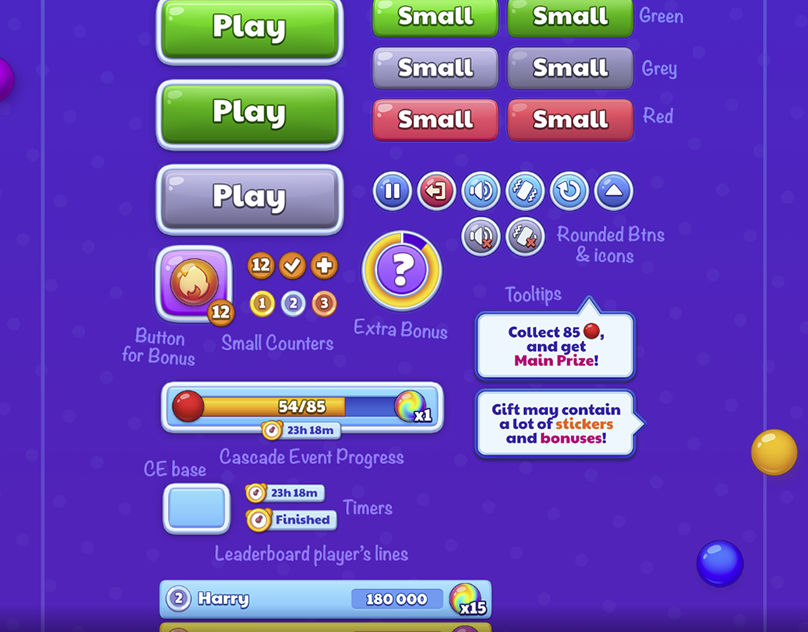 Play
Small
Small
Green
Small
Small
Grey
Play
Small
Small
Red
Play
Rounded Btns
& icons
12
12
1
2
3
?
Button
for Bonus
Small Counters
Extra Bonus
Tooltips
Collect 85 ,
and get
Main Prize!
54/85
x1
23h 18m
Gift may contain
a lot of stickers
and bonuses!
Cascade Event Progress
CE base
23h 18m
Finished
Timers
Leaderboard player's lines
2
Harry
180 000
x15